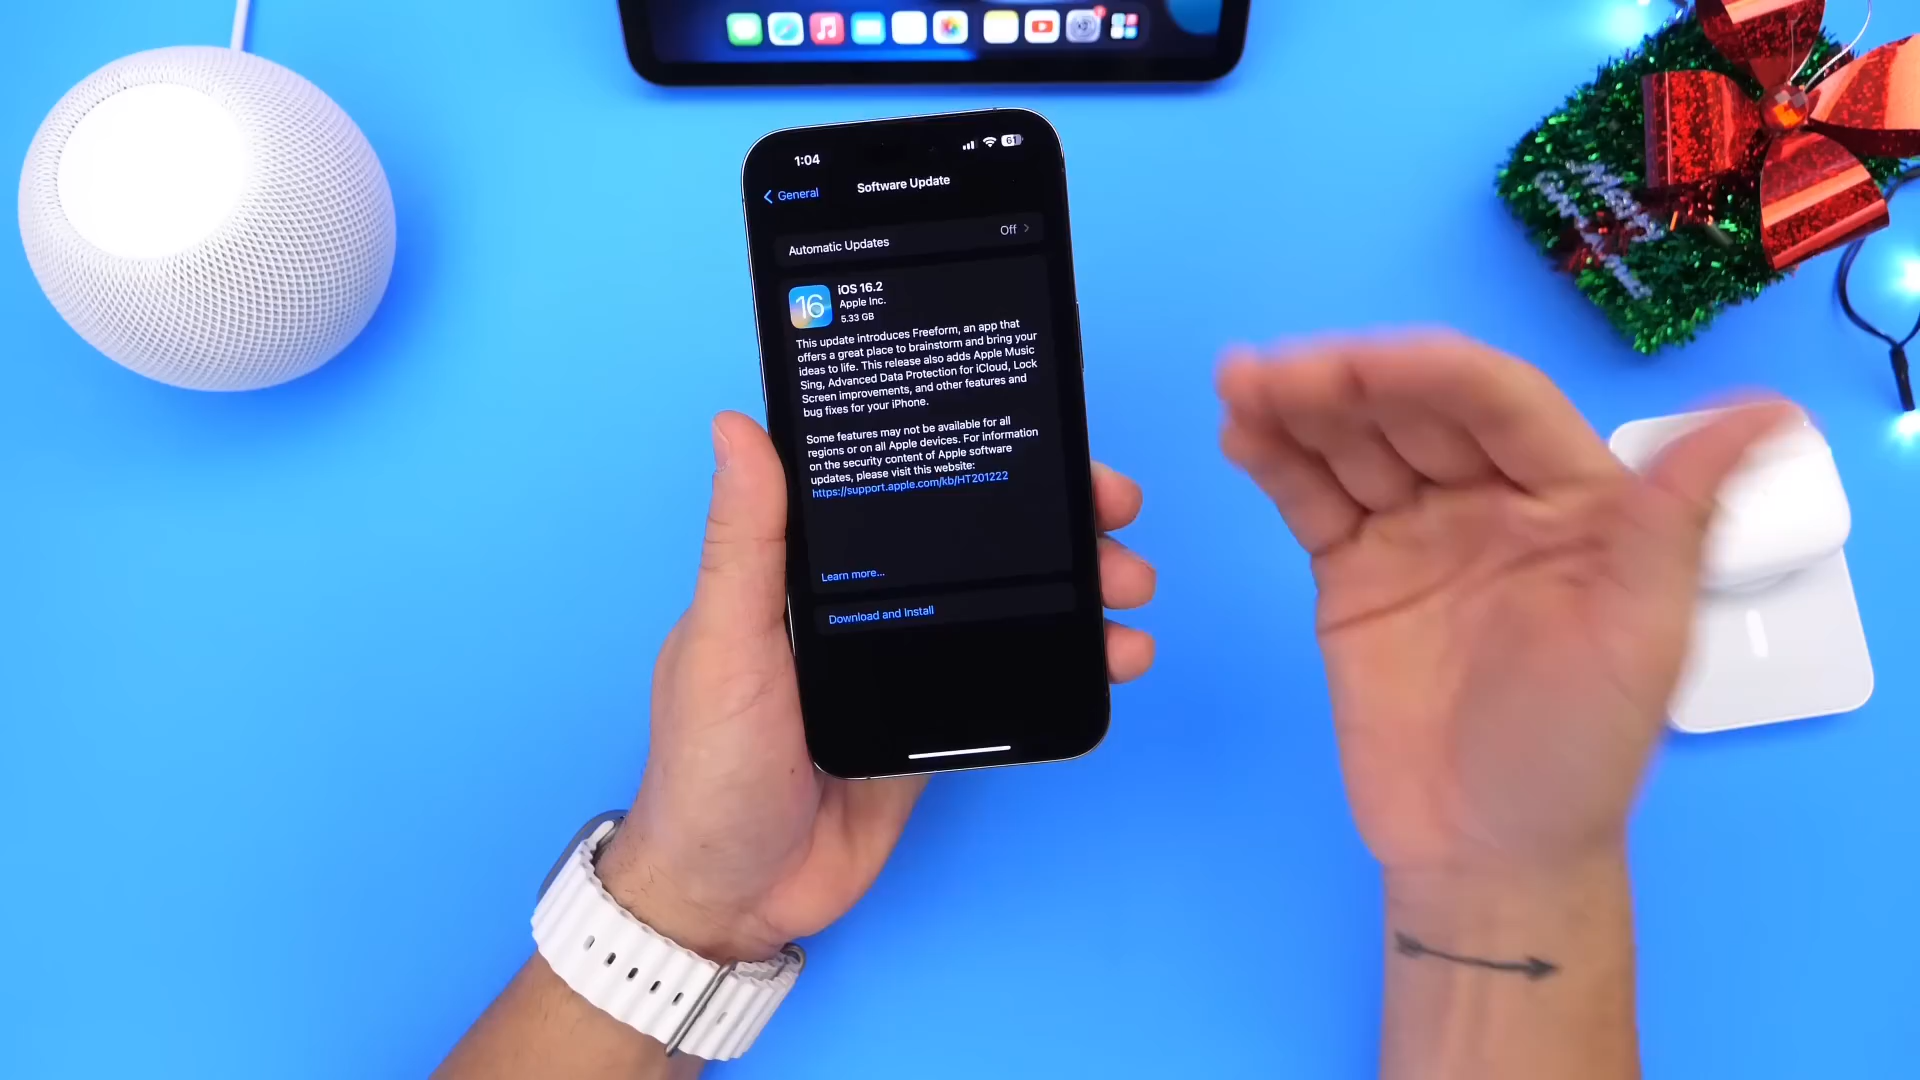 1:04
61
General
Software Update
Automatic Updates
Off
16
iOS 16.2
Apple Inc.
5.33 GB
This update introduces Freeform, an app that
offers a great place to brainstorm and bring your
ideas to life. This release also adds Apple Music
Sing, Advanced Data Protection for iCloud, Lock
Screen improvements, and other features and
bug fixes for your iPhone.
Some features may not be available for all
regions or on all Apple devices. For information
on the security content of Apple software
updates, please visit this website:
https://support.apple.com/kb/HT201222
Learn more...
Download and Install